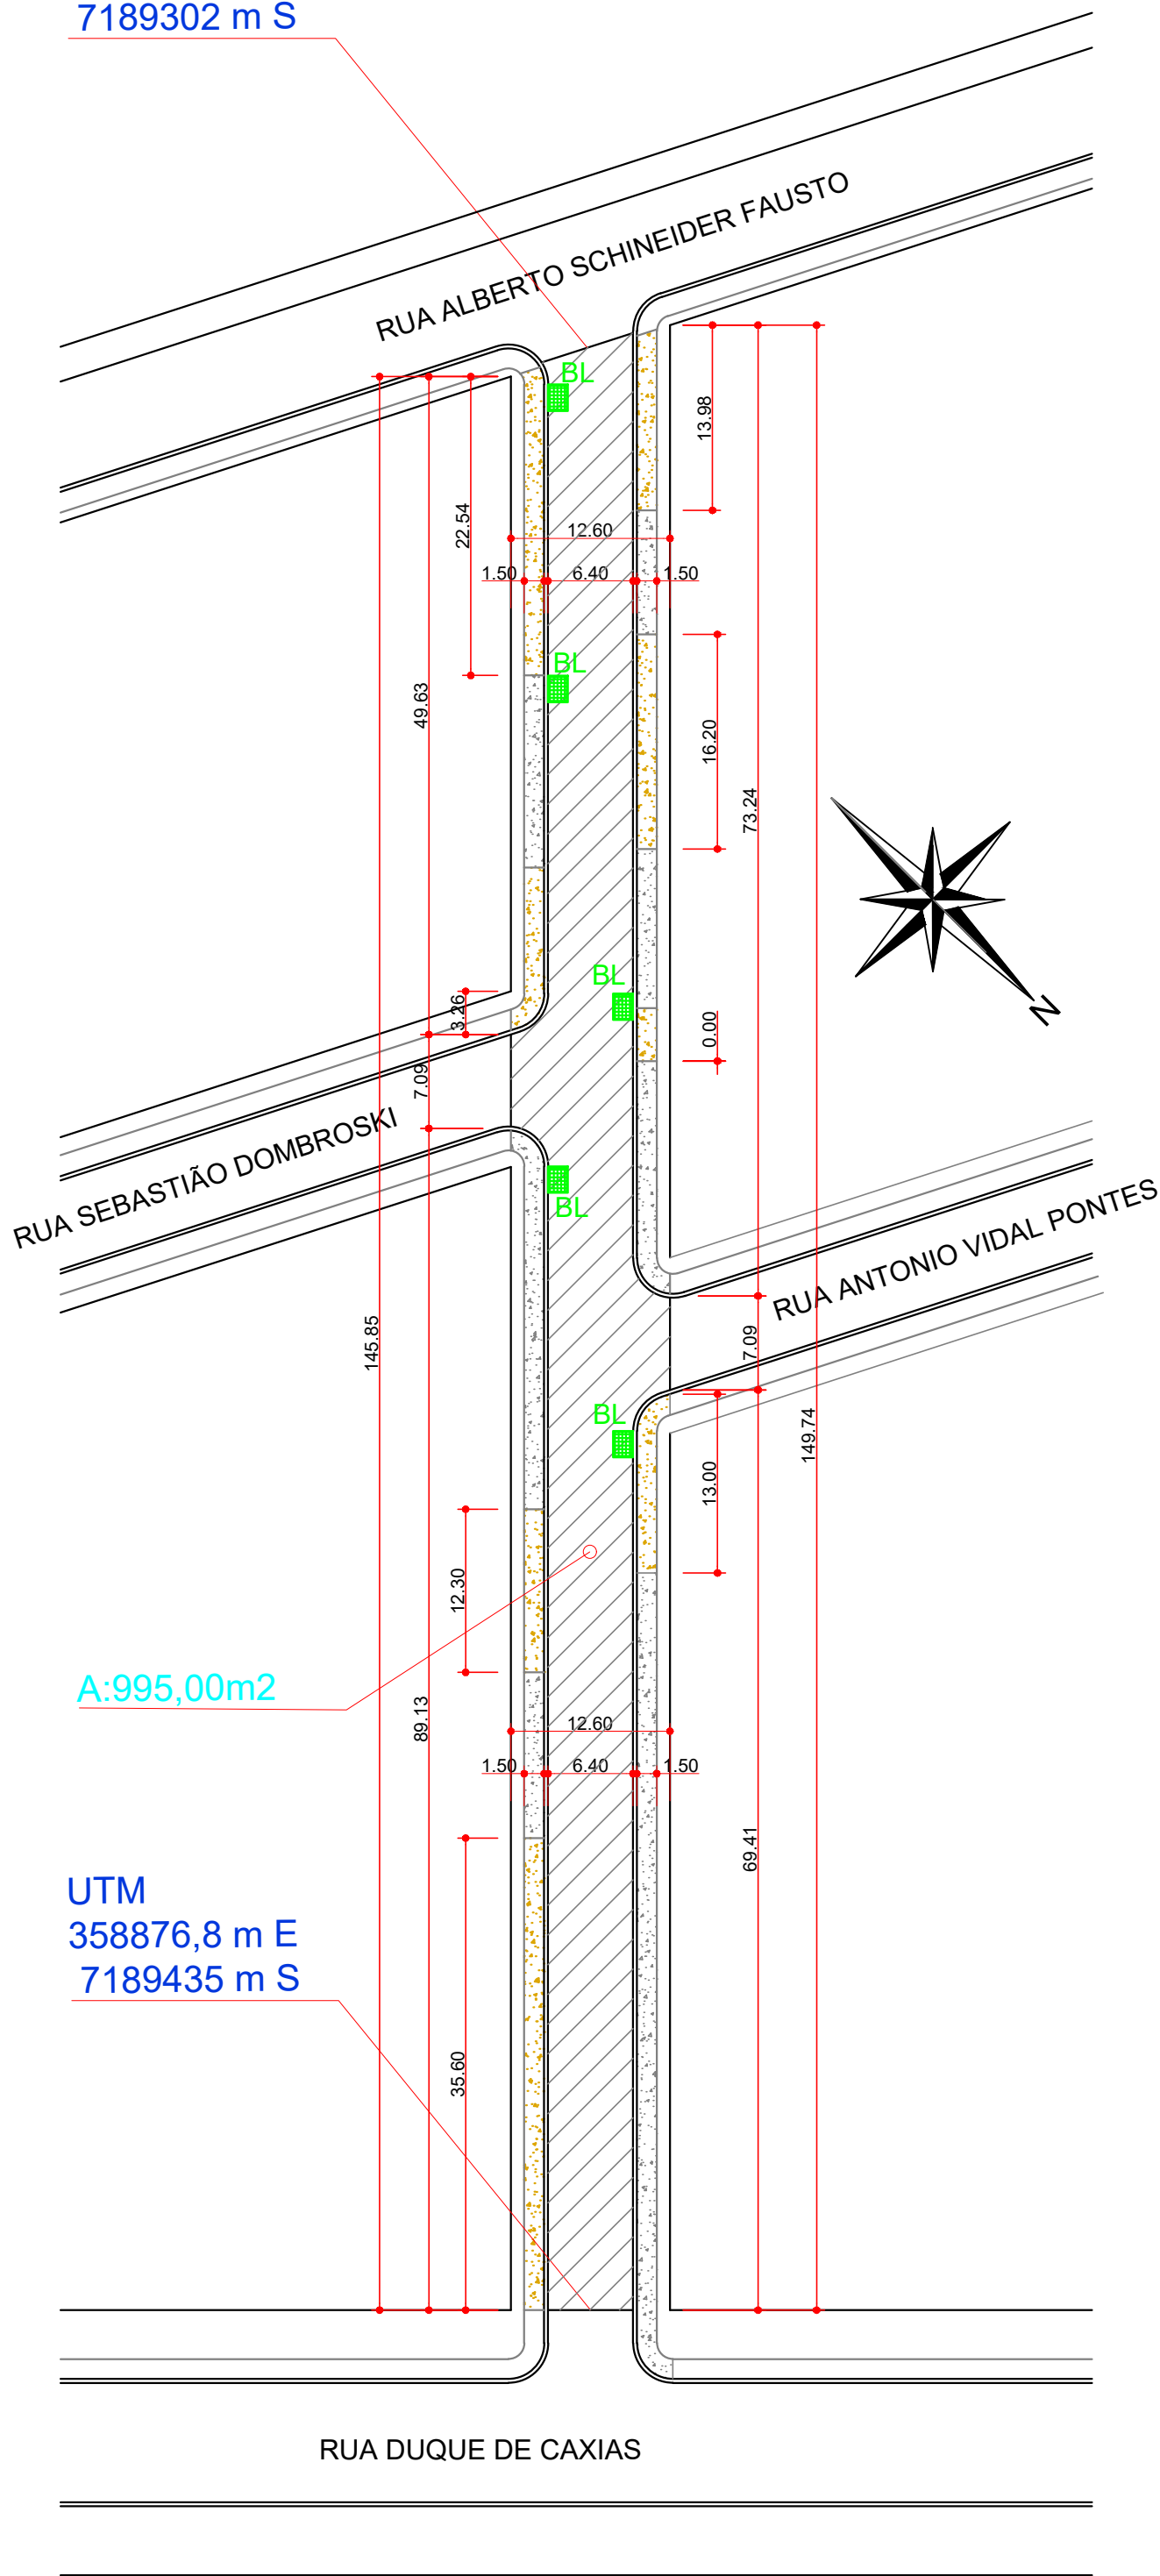 7189302 m S
RUA ALBERTO SCHINEIDER FAUSTO
BL
13.98
22.54
12.60
1.50
6.40
1.50
BL
49.63
16.20
73.24
BL
3.26
0.00
N
7.09
RUA SEBASTIÃO DOMBROSKI
BL
RUA ANTONIO VIDAL PONTES
145.85
7.09
BL
149.74
13.00
12.30
A:995,00m2
89.13
12.60
1.50
6.40
1.50
69.41
UTM
358876,8 m E
7189435 m S
35.60
RUA DUQUE DE CAXIAS